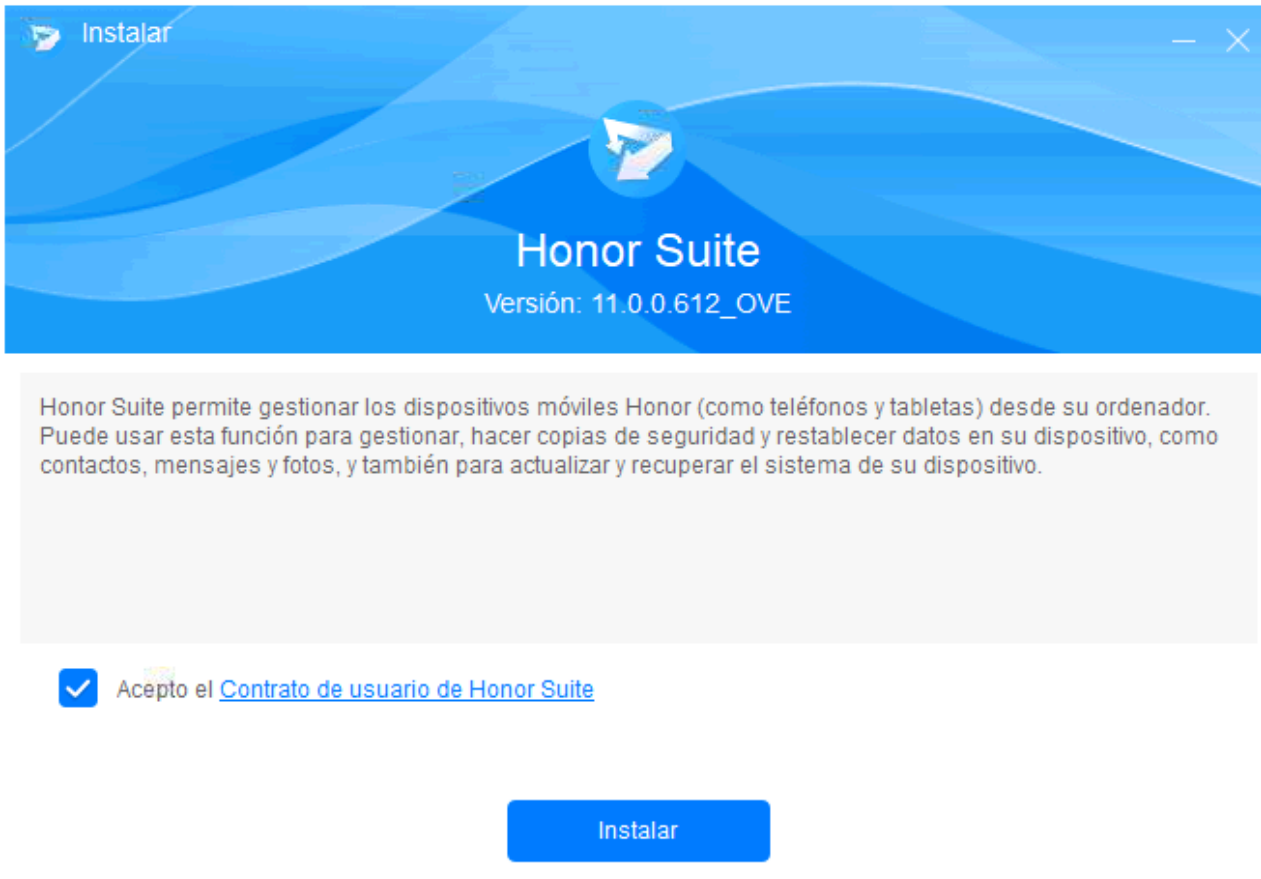 Instalar
Honor Suite
Versión: 11.0.0.612_OVE
Honor Suite permite gestionar los dispositivos móviles Honor (como teléfonos y tabletas) desde su ordenador.
Puede usar esta función para gestionar, hacer copias de seguridad y restablecer datos en su dispositivo, como
contactos, mensajes y fotos, y también para actualizar y recuperar el sistema de su dispositivo.
Acepto el Contrato de usuario de Honor Suite
Instalar